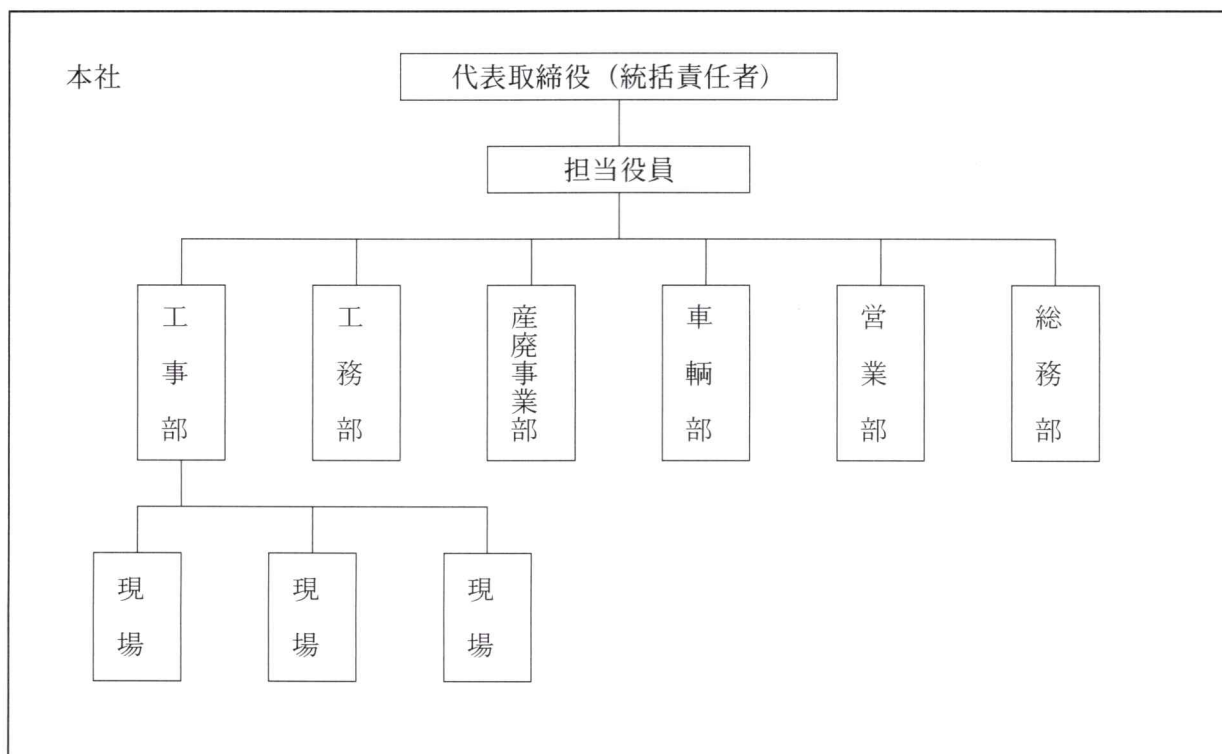 本社
代表取締役（統括責任者）
担当役員
工事部
工務部
産廃事業部
車輌部
営業部
総務部
現場
現場
現場